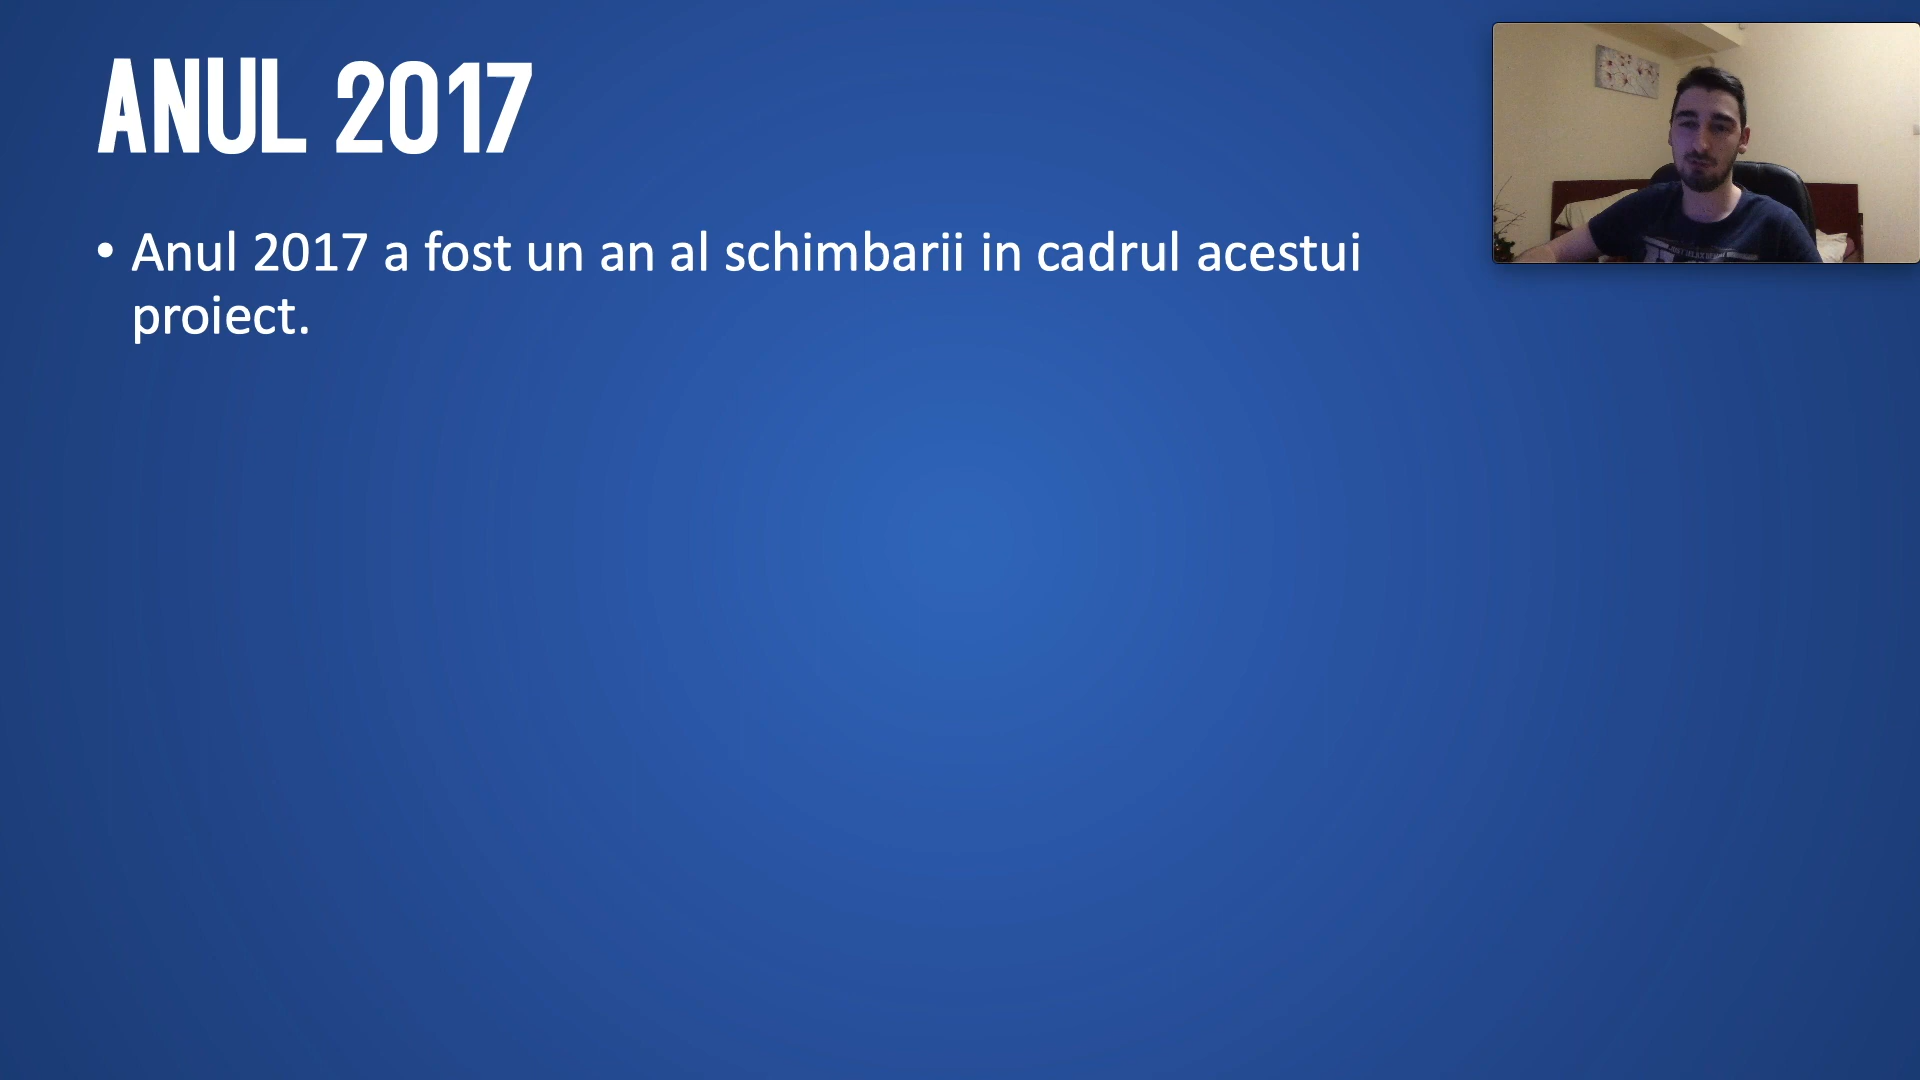 ANUL 2017
• Anul 2017 a fost un an al schimbarii in cadrul acestui
proiect.